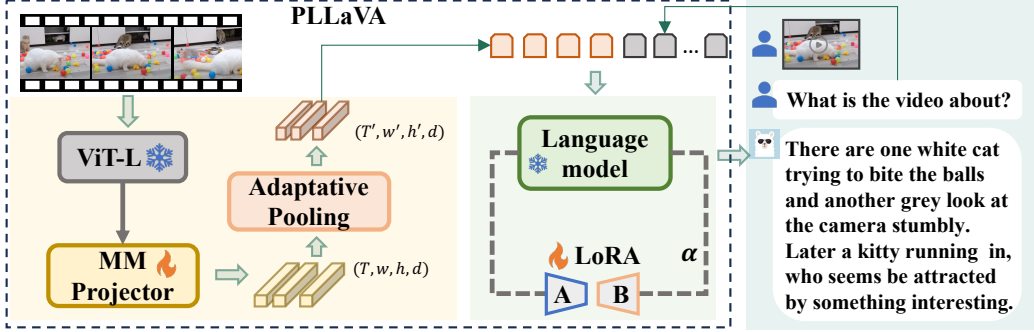 PLLaVA
ViT-L
MM
Projector
Adaptative
Pooling
(T′, w′, h′, d)
(T, w, h, d)
...
Language
model
LoRA
α
A
B
What is the video about?
There are one white cat
trying to bite the balls
and another grey look at
the camera stumbly.
Later a kitty running in,
who seems be attracted
by something interesting.